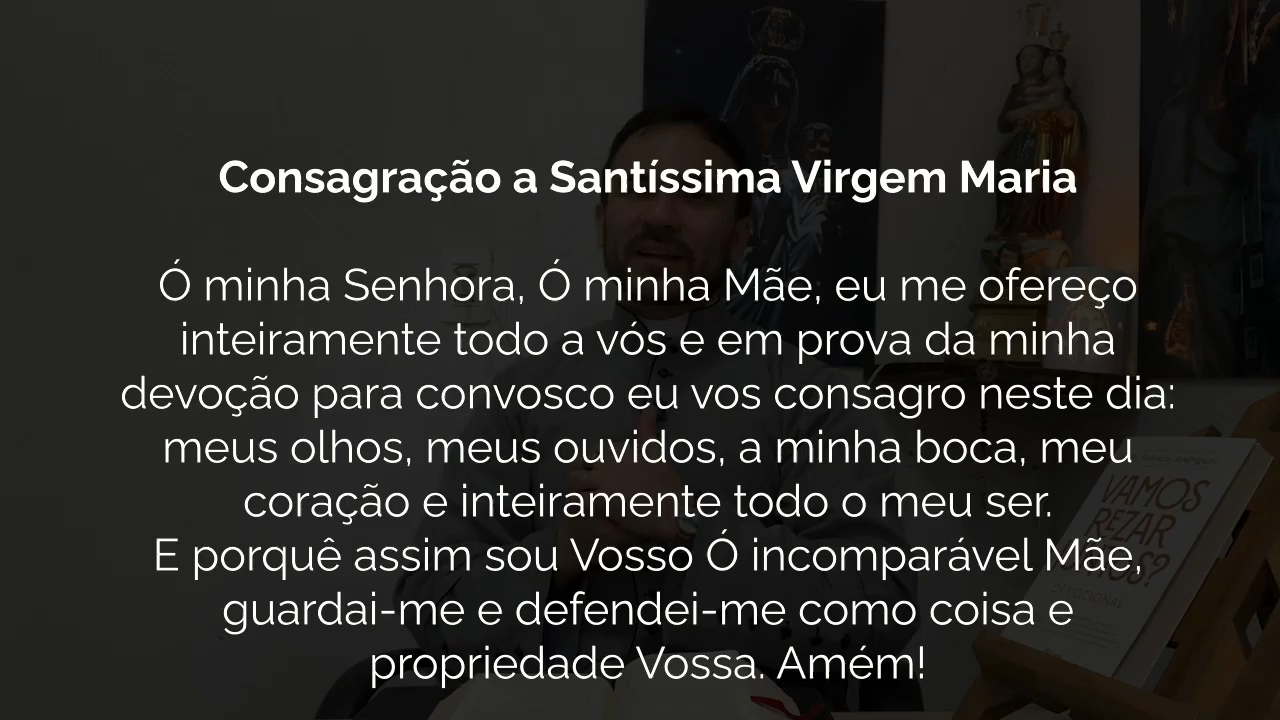 Consagração a Santíssima Virgem Maria
Ó minha Senhora, Ó minha Mãe, eu me ofereço
inteiramente todo a vós e em prova da minha
devoção para convosco eu vos consagro neste dia:
meus olhos, meus ouvidos, a minha boca, meu
coração e inteiramente todo o meu ser.
E porquê assim sou Vosso Ó incomparável Mãe,
guardai-me e defendei-me como coisa e
propriedade Vossa. Amém!
VAMOS
REZAR